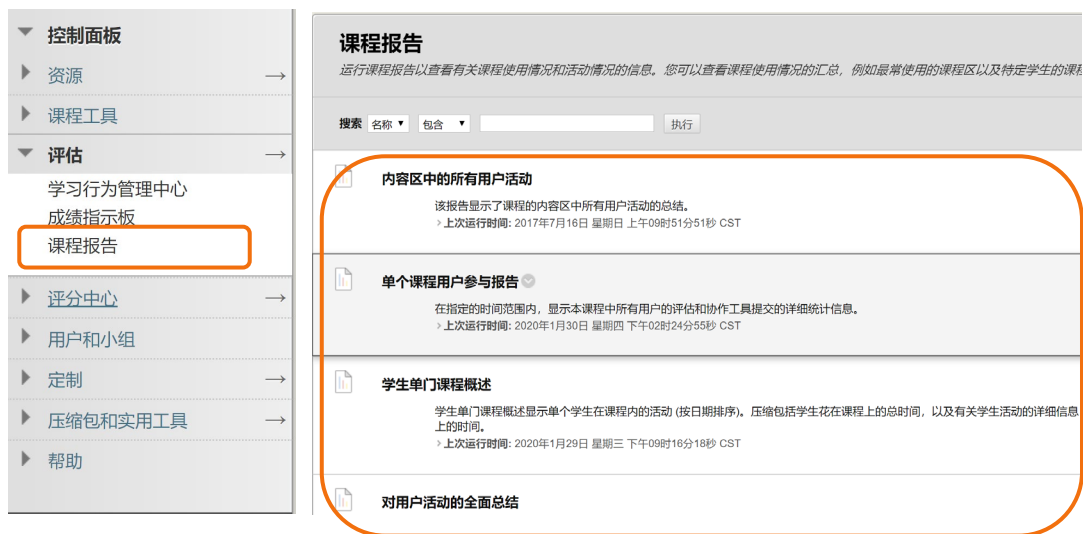 控制面板
资源
课程工具
评估
学习行为管理中心
成绩指示板
课程报告
评分中心
用户和小组
定制
压缩包和实用工具
帮助
课程报告
运行课程报告以查看有关课程使用情况和活动情况的信息。您可以查看课程使用情况的汇总，例如最常使用的课程区以及特定学生的课程
搜索 名称 包含 执行
内容区中的所有用户活动
该报告显示了课程的内容区中所有用户活动的总结。
上次运行时间: 2017年7月16日 星期日 上午09时51分51秒 CST
单个课程用户参与报告
在指定的时间范围内，显示本课程中所有用户的评估和协作工具提交的详细统计信息。
上次运行时间: 2020年1月30日 星期四 下午02时24分55秒 CST
学生单门课程概述
学生单门课程概述显示单个学生在课程内的活动 (按日期排序)。压缩包括学生花在课程上的总时间，以及有关学生活动的详细信息
上的时间。
上次运行时间: 2020年1月29日 星期三 下午09时16分18秒 CST
对用户活动的全面总结